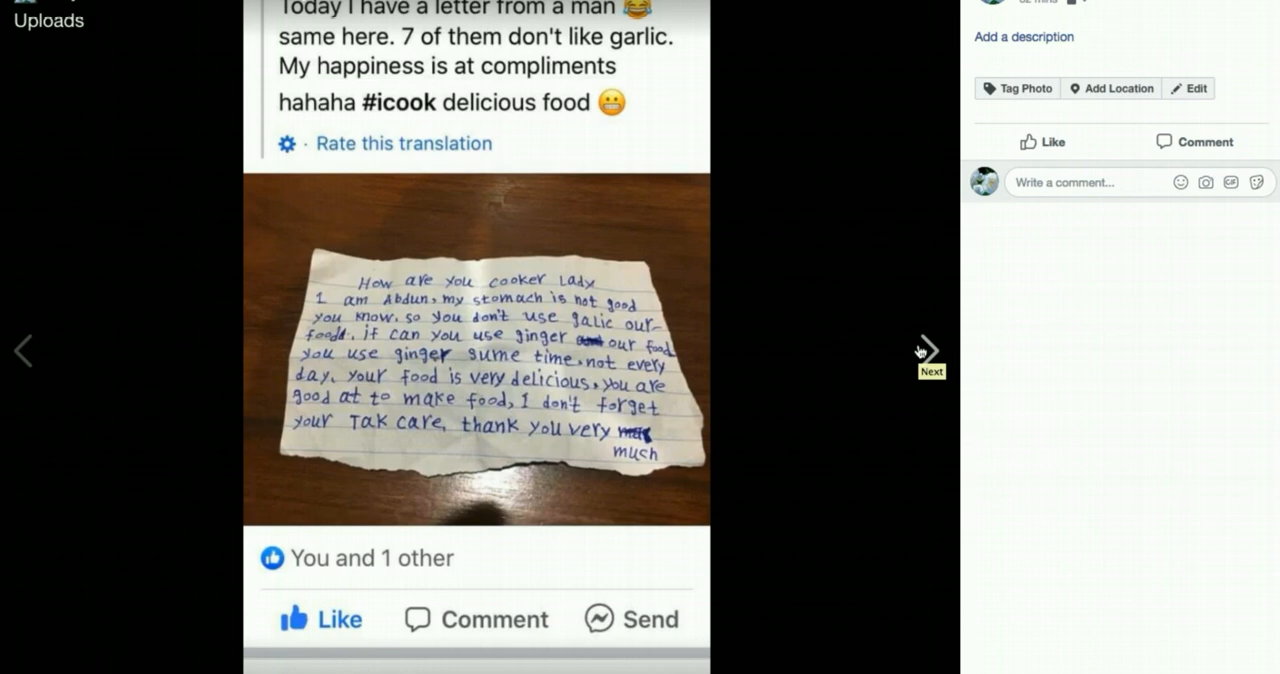 Uploads
Today I have a letter from a man 😂
same here. 7 of them don't like garlic.
My happiness is at compliments
hahaha #icook delicious food 😬
· Rate this translation
How are you cooker Lady
I am Abdun, my stomach is not good
you know, so you don't use galic our
food, if can you use ginger our food
you use ginger sume time, not every
day, your food is very delicious, you are
good at to make food, I don't forget
your Tak care, thank you very
much
You and 1 other
Like
Comment
Send
Add a description
Tag Photo
Add Location
Edit
Like
Comment
Write a comment...
GIF
Next